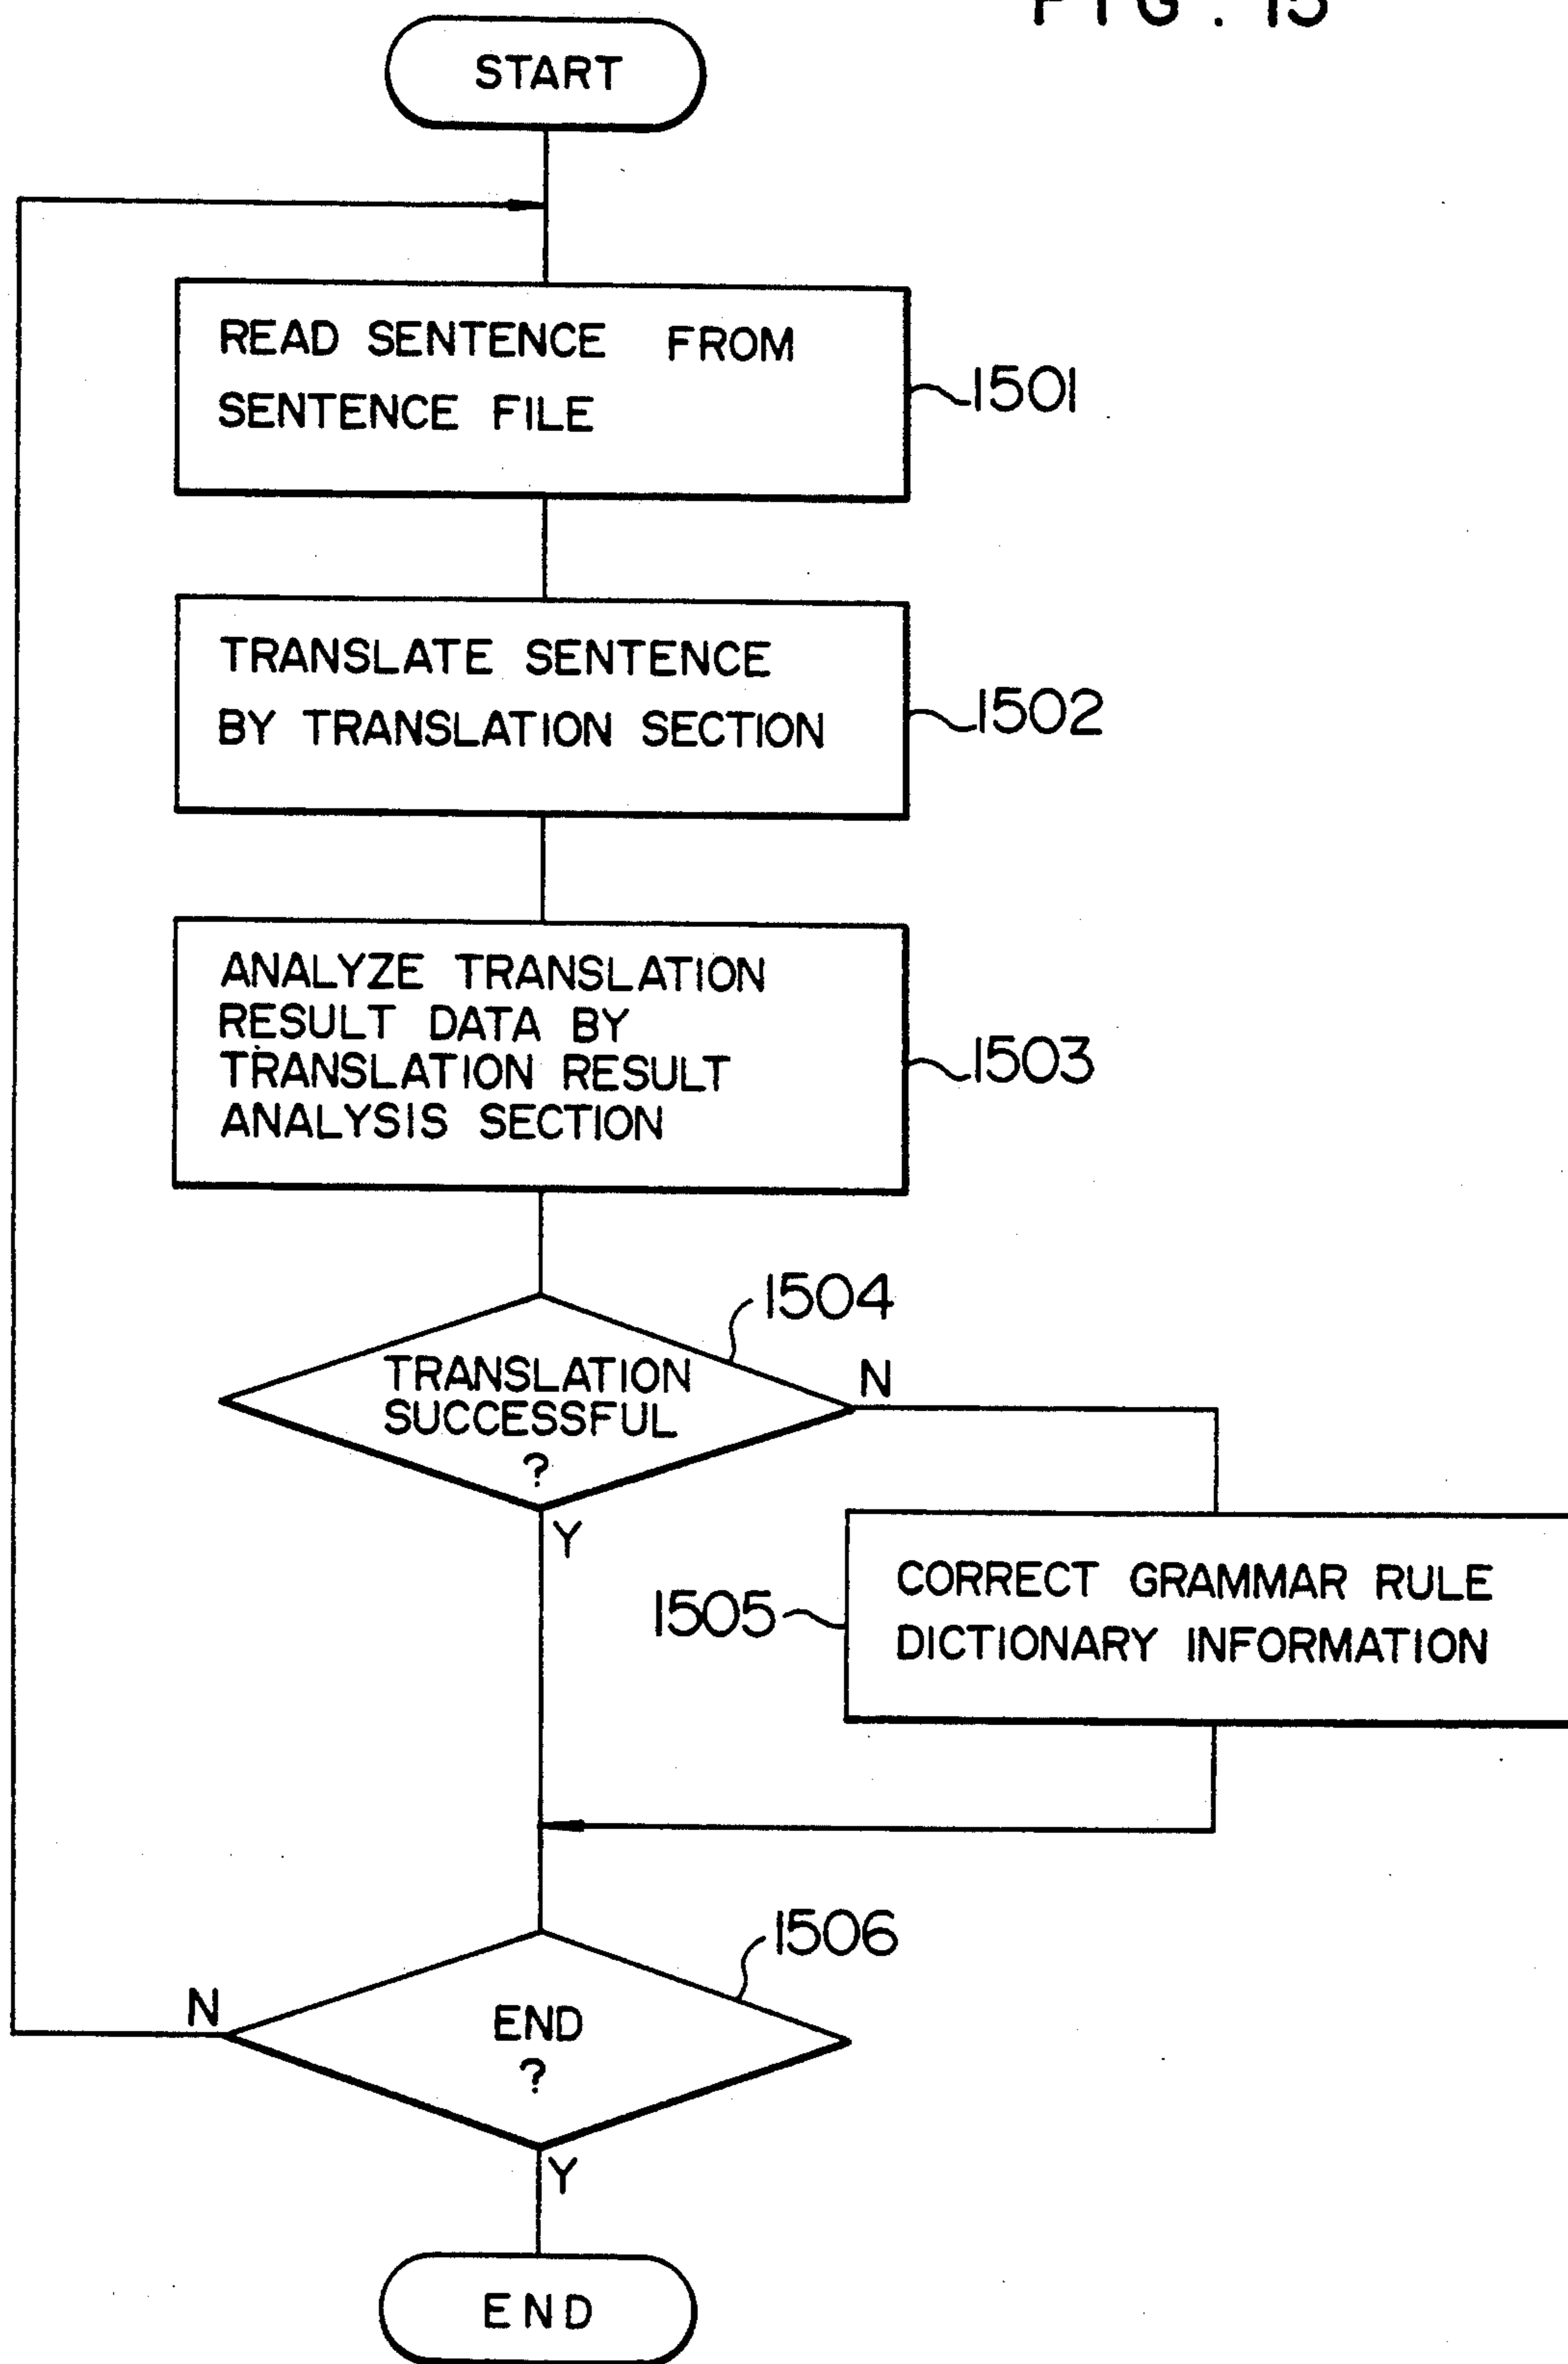 FIG. 15
START
READ SENTENCE FROM
SENTENCE FILE
1501
TRANSLATE SENTENCE
BY TRANSLATION SECTION
1502
ANALYZE TRANSLATION
RESULT DATA BY
TRANSLATION RESULT
ANALYSIS SECTION
1503
1504
TRANSLATION
SUCCESSFUL
?
N
Y
1505
CORRECT GRAMMAR RULE
DICTIONARY INFORMATION
1506
N
END
?
Y
END